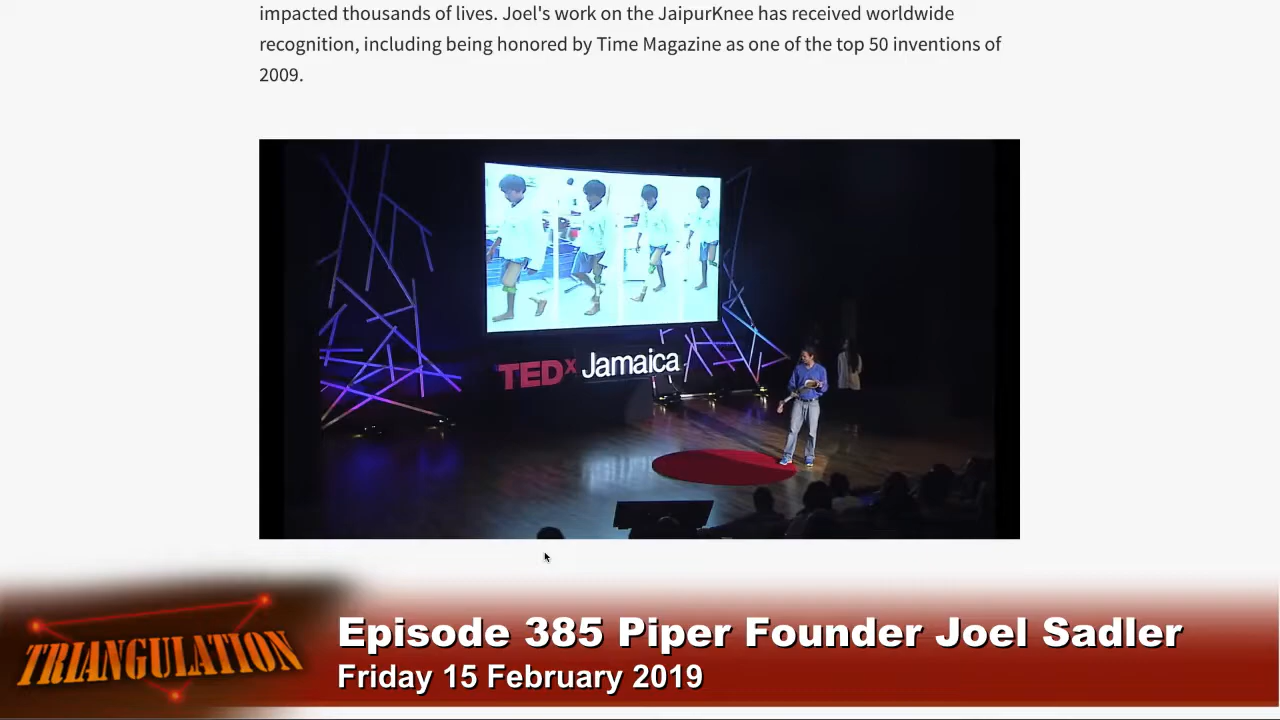 impacted thousands of lives. Joel's work on the JaipurKnee has received worldwide
recognition, including being honored by Time Magazine as one of the top 50 inventions of
2009.
TEDx Jamaica
TRIANGULATION
Episode 385 Piper Founder Joel Sadler
Friday 15 February 2019